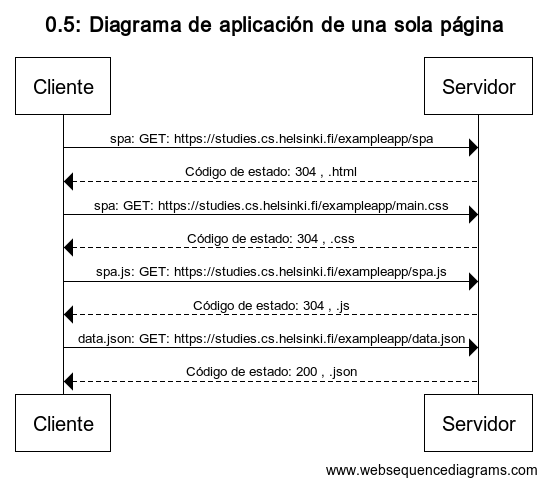 0.5: Diagrama de aplicación de una sola página
Cliente
Servidor
spa: GET: https://studies.cs.helsinki.fi/exampleapp/spa
Código de estado: 304 , .html
spa: GET: https://studies.cs.helsinki.fi/exampleapp/main.css
Código de estado: 304 , .css
spa.js: GET: https://studies.cs.helsinki.fi/exampleapp/spa.js
Código de estado: 304 , .js
data.json: GET: https://studies.cs.helsinki.fi/exampleapp/data.json
Código de estado: 200 , .json
Cliente
Servidor
www.websequencediagrams.com